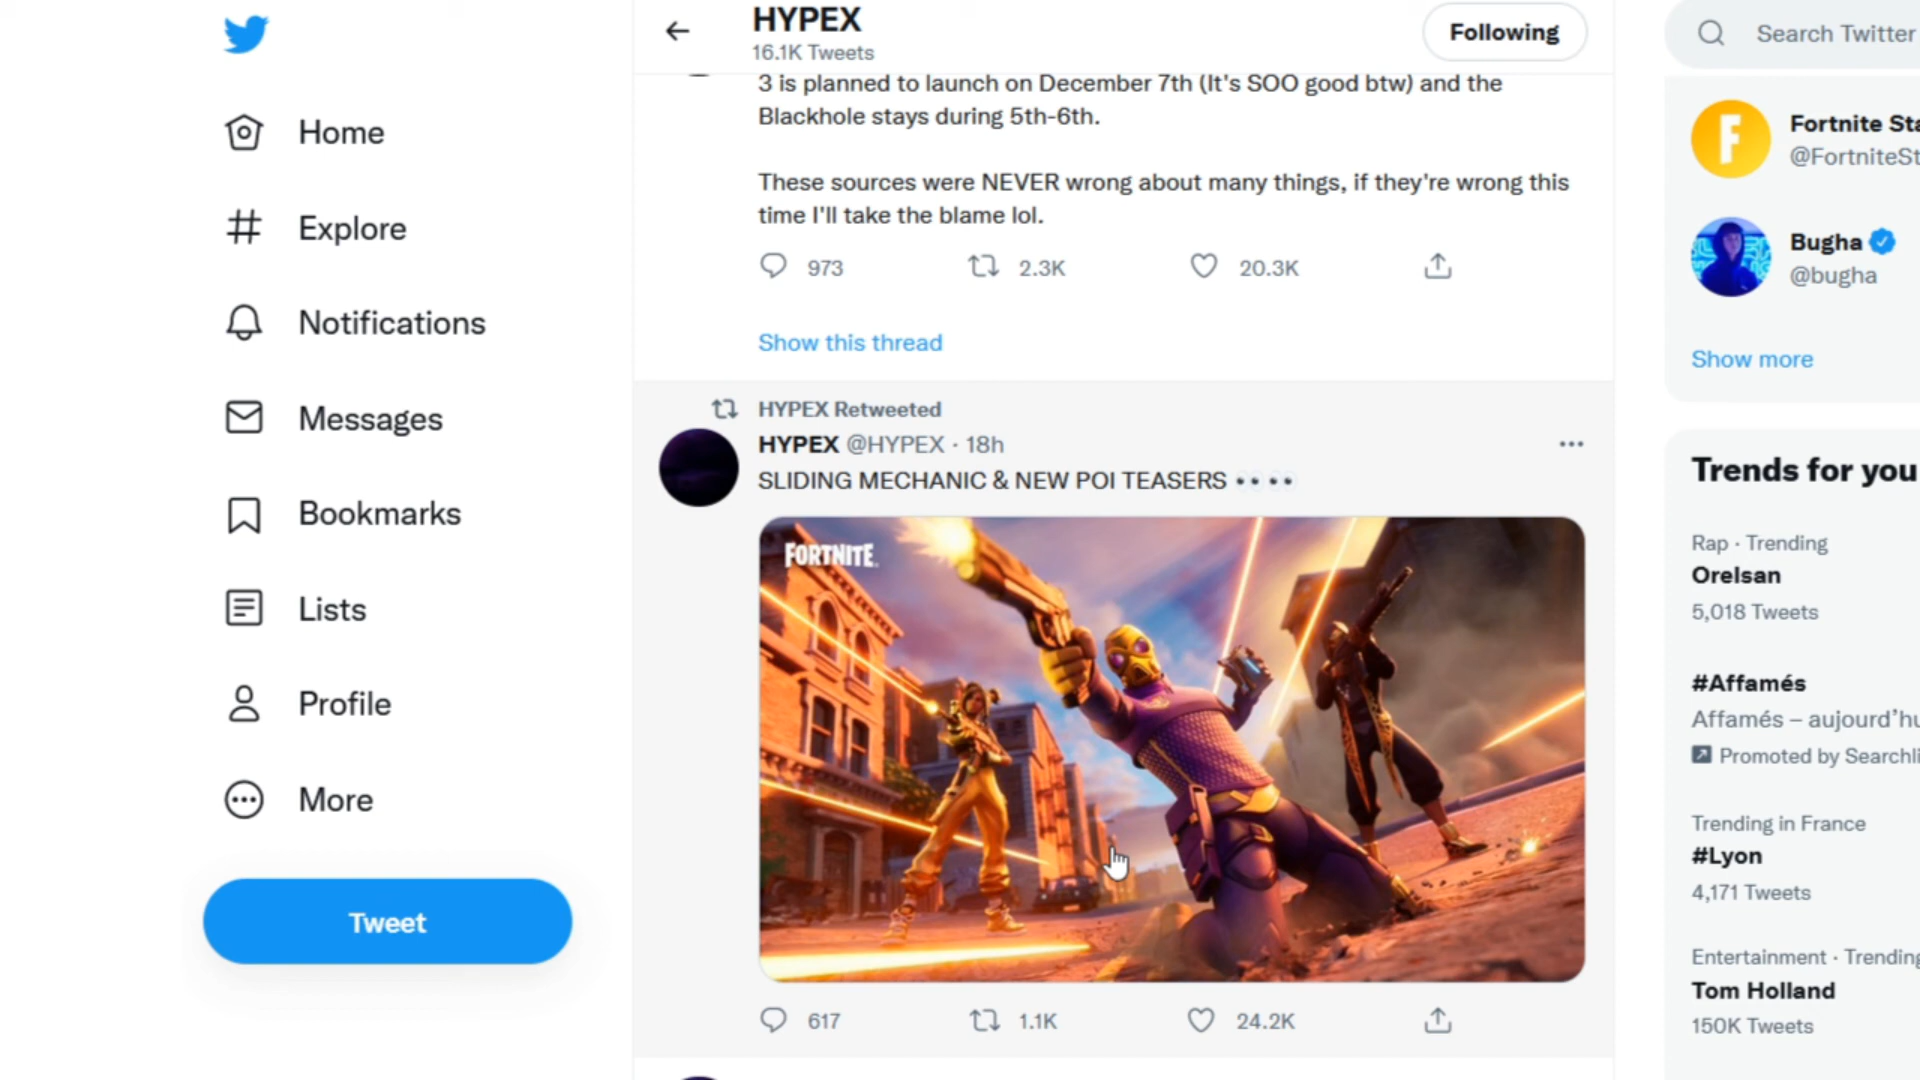 HYPEX
16.1K Tweets
Following
Search Twitter
Home
Explore
Notifications
Messages
Bookmarks
Lists
Profile
More
Tweet
3 is planned to launch on December 7th (It's SOO good btw) and the
Blackhole stays during 5th-6th.
These sources were NEVER wrong about many things, if they're wrong this
time I'll take the blame lol.
973 2.3K 20.3K
Show this thread
HYPEX Retweeted
HYPEX @HYPEX · 18h
SLIDING MECHANIC & NEW POI TEASERS 👀👀
FORTNITE
617 1.1K 24.2K
Fortnite Sta
@FortniteSt
Bugha
@bugha
Show more
Trends for you
Rap · Trending
Orelsan
5,018 Tweets
#Affamés
Affamés – aujourd'hu
Promoted by Searchli
Trending in France
#Lyon
4,171 Tweets
Entertainment · Trending
Tom Holland
150K Tweets